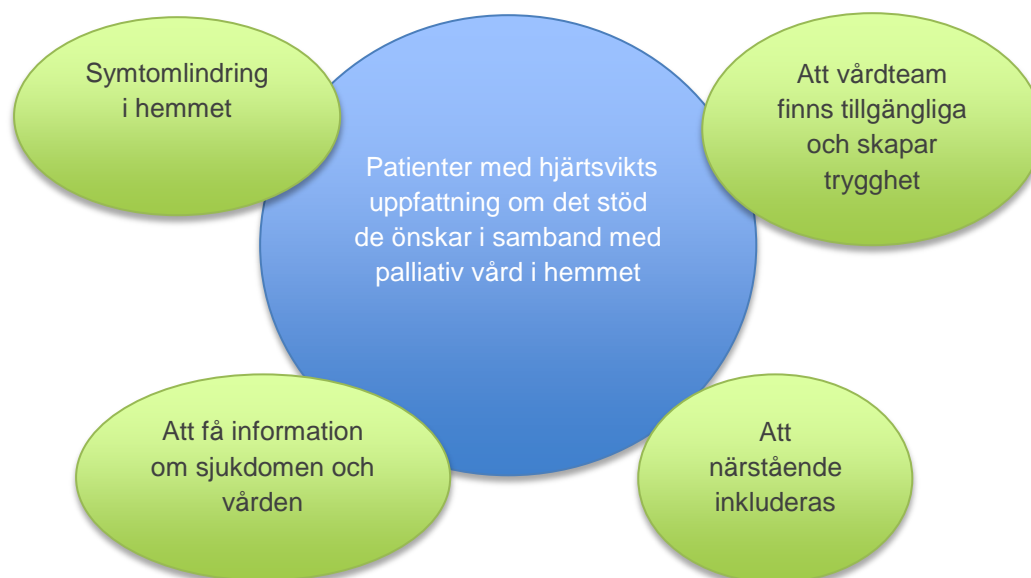 Symtomlindring
i hemmet
Att vårdteam
finns tillgängliga
och skapar
trygghet
Patienter med hjärtsvikts
uppfattning om det stöd
de önskar i samband med
palliativ vård i hemmet
Att få information
om sjukdomen och
vården
Att
närstående
inkluderas